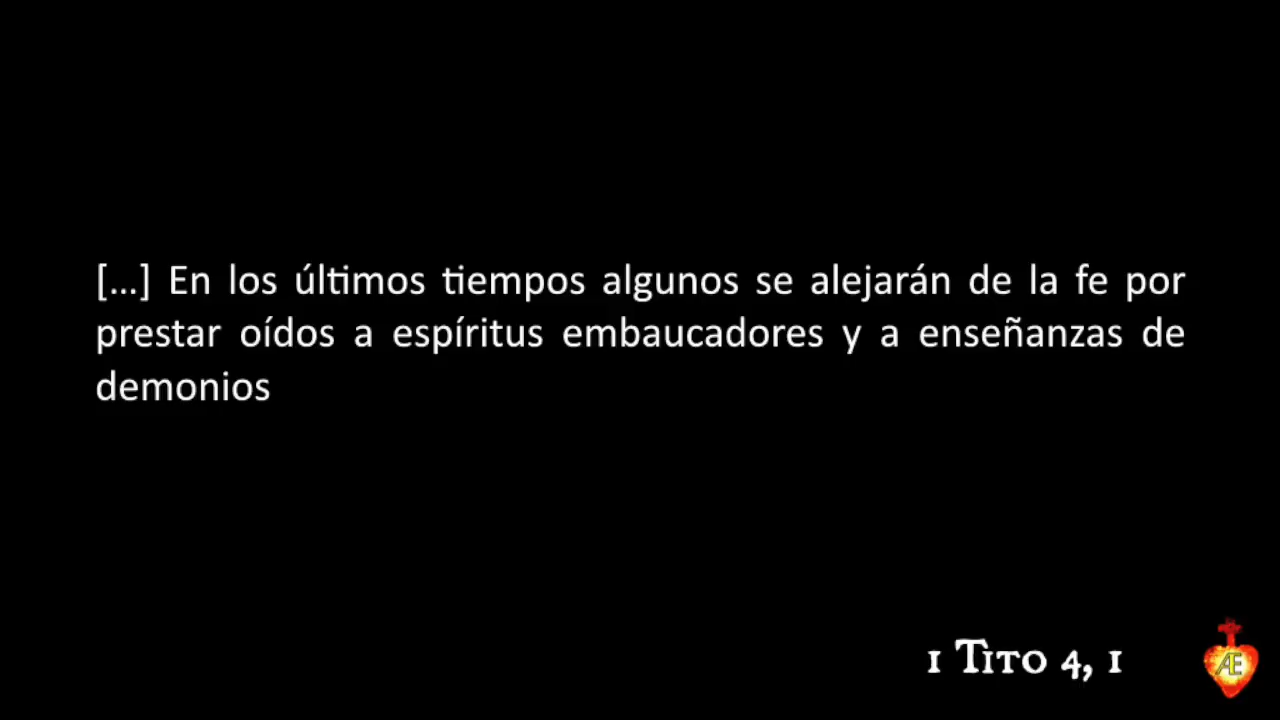 [...] En los últimos tiempos algunos se alejarán de la fe por
prestar oídos a espíritus embaucadores y a enseñanzas de
demonios
1 Tito 4, 1
Æ